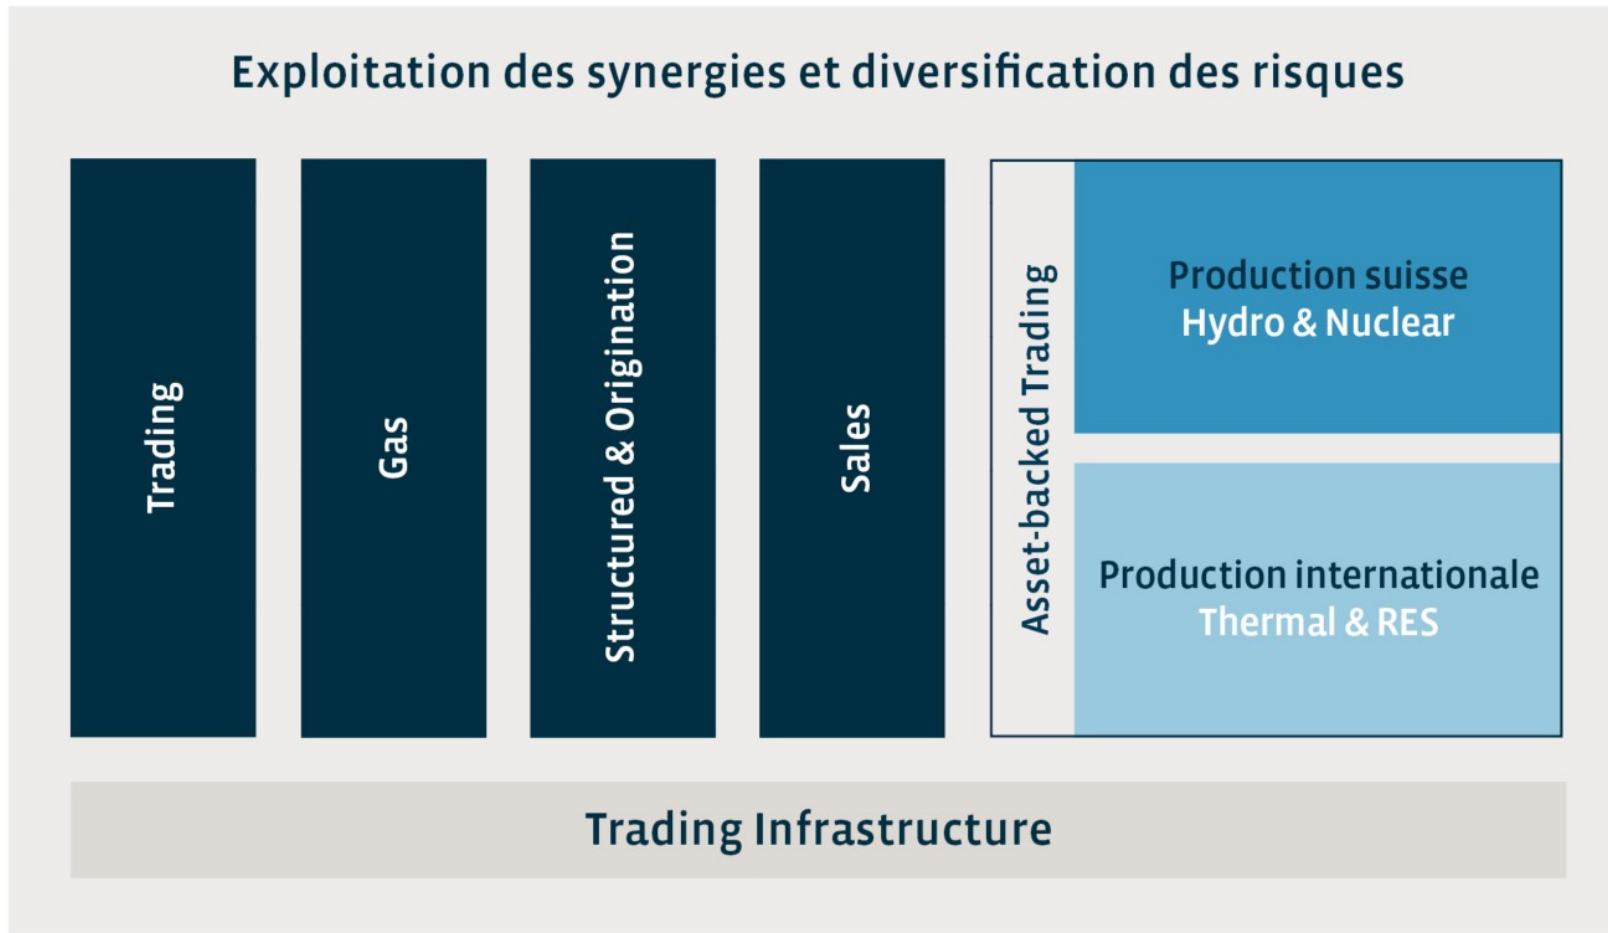 Exploitation des synergies et diversification des risques
Trading
Gas
Structured & Origination
Sales
Asset-backed Trading
Production suisse
Hydro & Nuclear
Production internationale
Thermal & RES
Trading Infrastructure